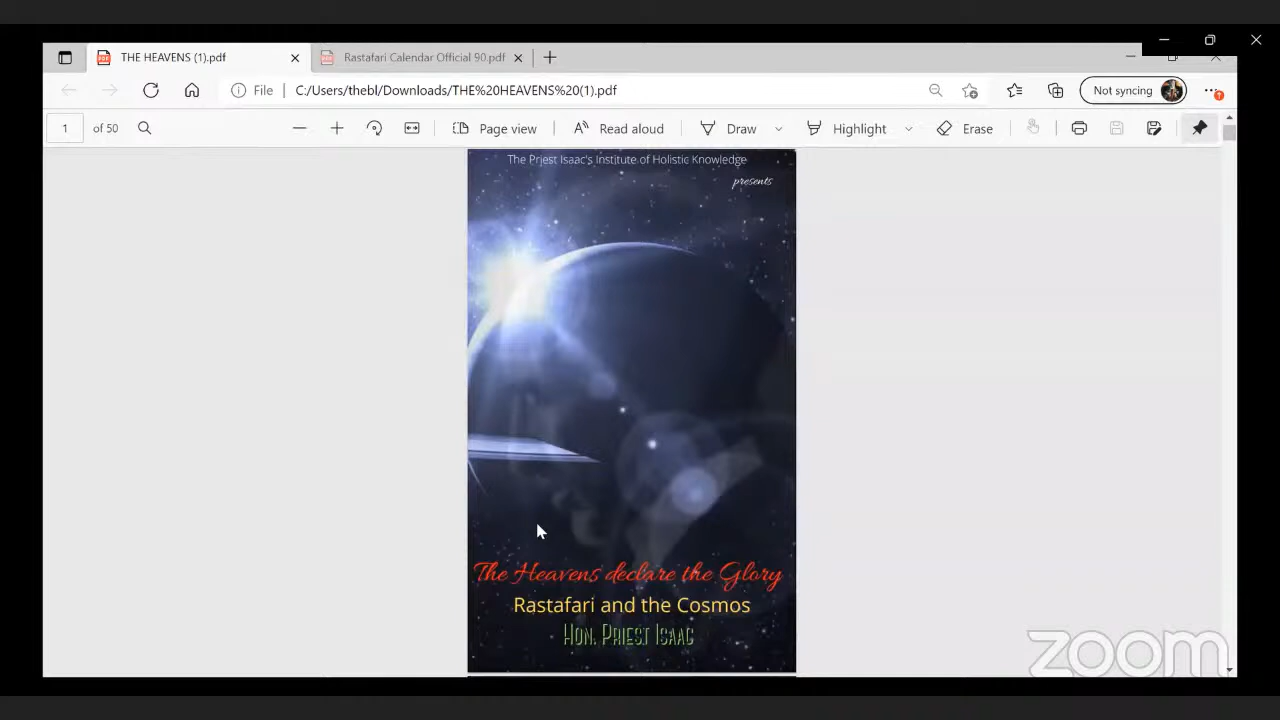 THE HEAVENS (1).pdf
Rastafari Calendar Official 90.pdf
File
C:/Users/thebl/Downloads/THE%20HEAVENS%20(1).pdf
Not syncing
1 of 50
Page view
Read aloud
Draw
Highlight
Erase
The Priest Isaac's Institute of Holistic Knowledge
presents
The Heavens declare the Glory
Rastafari and the Cosmos
HON. PRIEST ISAAC
zoom